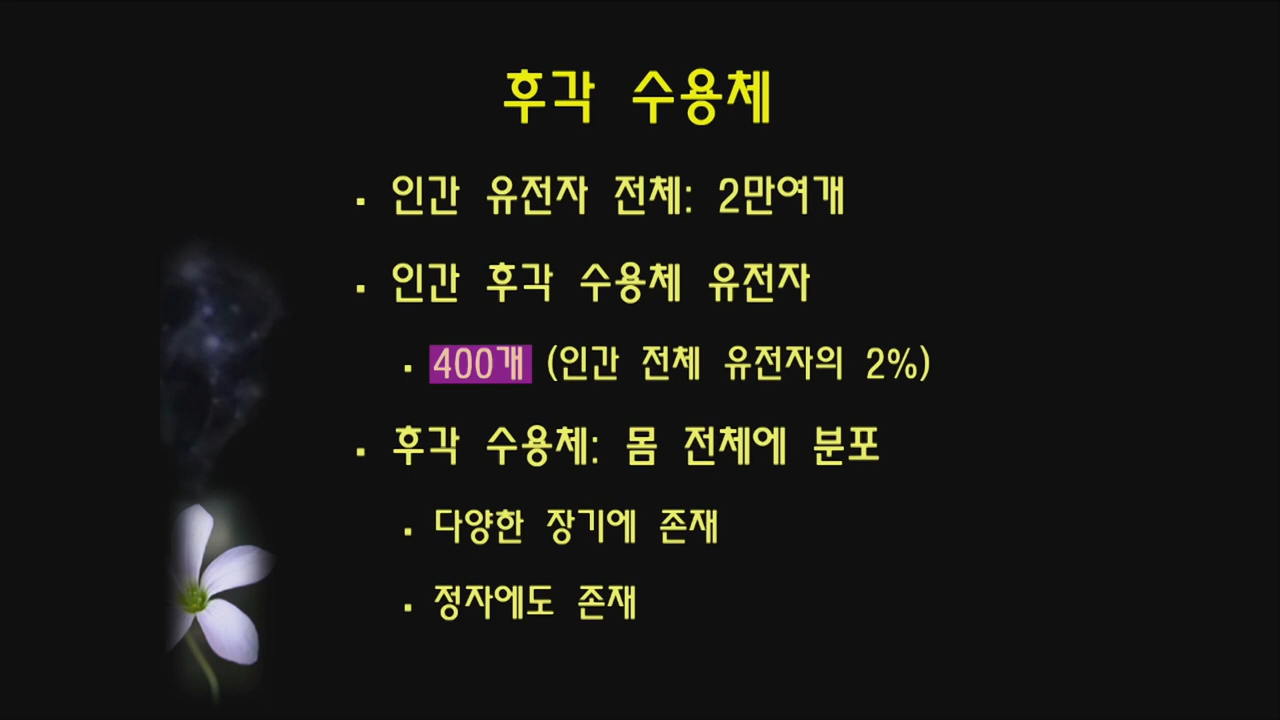 후각 수용체
▪ 인간 유전자 전체: 2만여개
▪ 인간 후각 수용체 유전자
▪ 400개 (인간 전체 유전자의 2%)
▪ 후각 수용체: 몸 전체에 분포
▪ 다양한 장기에 존재
▪ 정자에도 존재